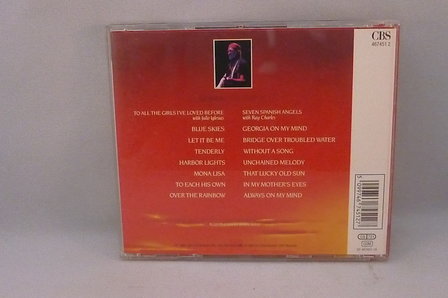 CBS
467451 2
TO ALL THE GIRLS I'VE LOVED BEFORE
with Julio Iglesias
BLUE SKIES
LET IT BE ME
TENDERLY
HARBOR LIGHTS
MONA LISA
TO EACH HIS OWN
OVER THE RAINBOW
SEVEN SPANISH ANGELS
with Ray Charles
GEORGIA ON MY MIND
BRIDGE OVER TROUBLED WATER
WITHOUT A SONG
UNCHAINED MELODY
THAT LUCKY OLD SUN
IN MY MOTHER'S EYES
ALWAYS ON MY MIND